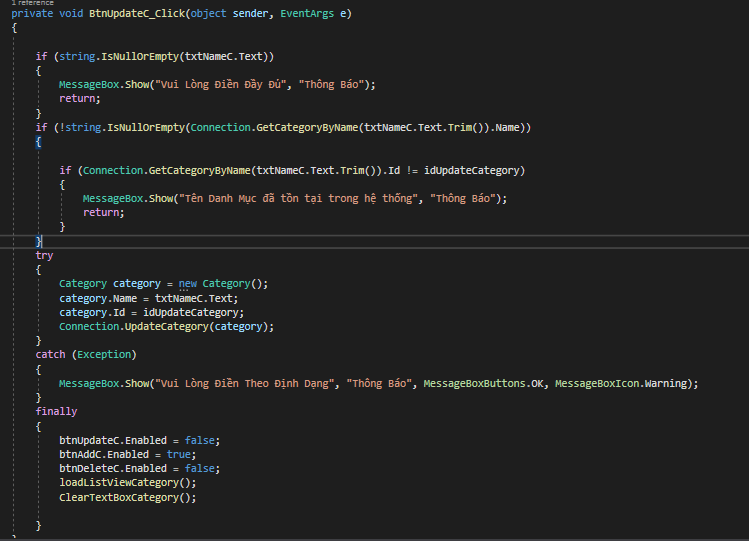 1 reference
private void BtnUpdateC_Click(object sender, EventArgs e)
{
if (string.IsNullOrEmpty(txtNameC.Text))
{
MessageBox.Show("Vui Lòng Điền Đầy Đủ", "Thông Báo");
return;
}
if (!string.IsNullOrEmpty(Connection.GetCategoryByName(txtNameC.Text.Trim()).Name))
{
if (Connection.GetCategoryByName(txtNameC.Text.Trim()).Id != idUpdateCategory)
{
MessageBox.Show("Tên Danh Mục đã tồn tại trong hệ thống", "Thông Báo");
return;
}
}
try
{
Category category = new Category();
category.Name = txtNameC.Text;
category.Id = idUpdateCategory;
Connection.UpdateCategory(category);
}
catch (Exception)
{
MessageBox.Show("Vui Lòng Điền Theo Định Dạng", "Thông Báo", MessageBoxButtons.OK, MessageBoxIcon.Warning);
}
finally
{
btnUpdateC.Enabled = false;
btnAddC.Enabled = true;
btnDeleteC.Enabled = false;
loadListViewCategory();
ClearTextBoxCategory();
}
}